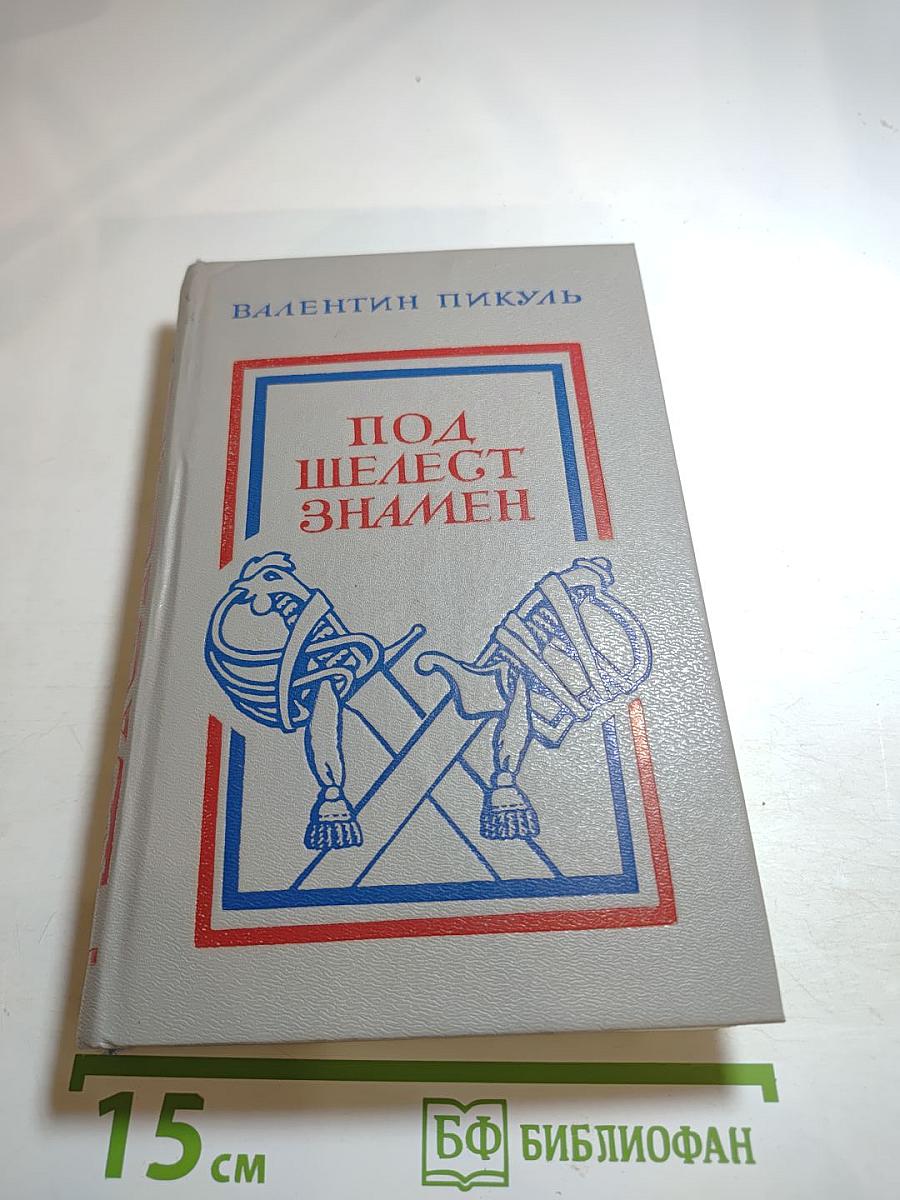 ВАЛЕНТИН ПИКУЛЬ
ПОД
ШЕЛЕСТ
ЗНАМЕН
15 см
БФ БИБЛИОФАН